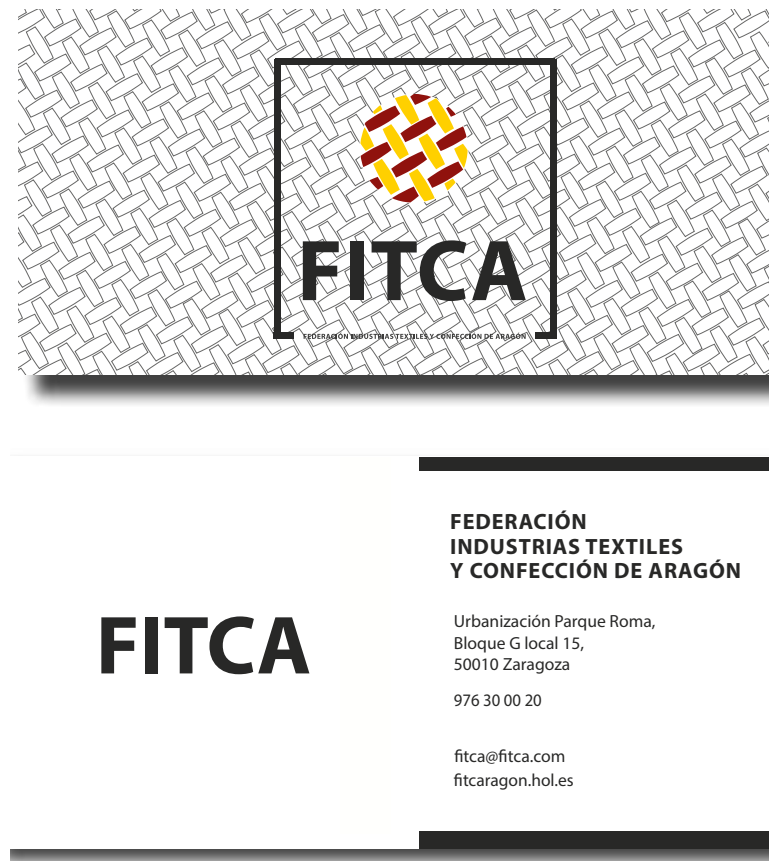 FITCA
FEDERACIÓN INDUSTRIAS TEXTILES Y CONFECCIÓN DE ARAGÓN
FITCA
FEDERACIÓN
INDUSTRIAS TEXTILES
Y CONFECCIÓN DE ARAGÓN
Urbanización Parque Roma,
Bloque G local 15,
50010 Zaragoza
976 30 00 20
fitca@fitca.com
fitcaragon.hol.es